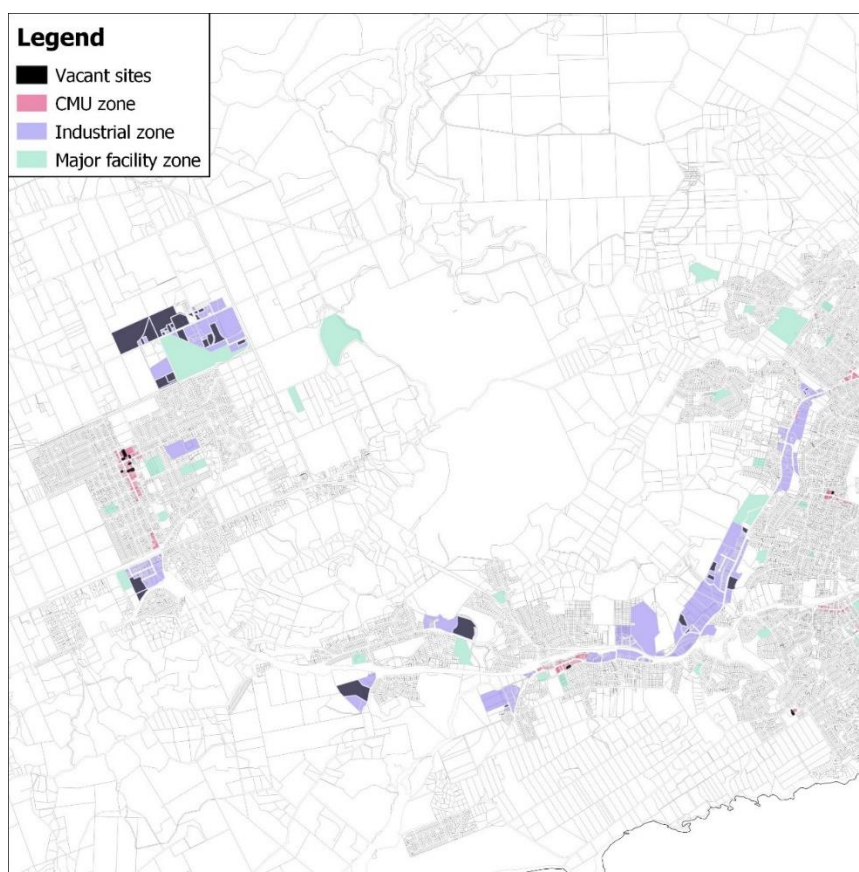 Legend
Vacant sites
CMU zone
Industrial zone
Major facility zone